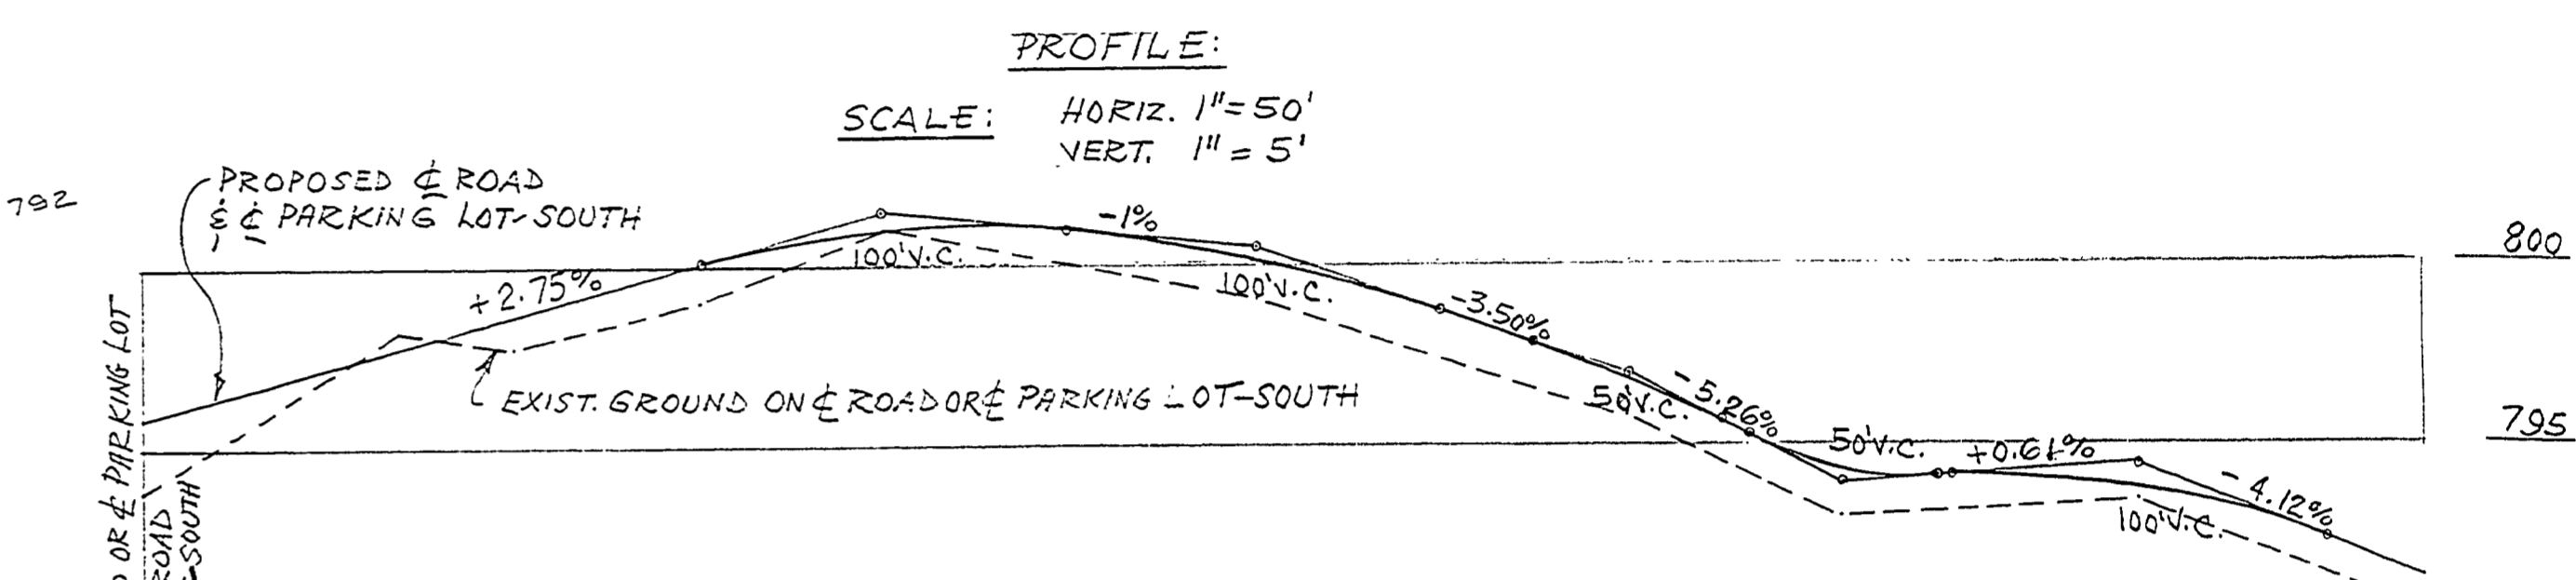 PROFILE:
SCALE: HORIZ. 1"=50'
VERT. 1"=5'
792
PROPOSED ℄ ROAD
& ℄ PARKING LOT-SOUTH
-1%
800
100'V.C.
+2.75%
100'V.C.
-3.50%
EXIST. GROUND ON ℄ ROAD OR ℄ PARKING LOT-SOUTH
-5.26%
50'V.C.
795
50'V.C.
+0.61%
-4.12%
100'V.C.
OR ℄ PARKING LOT
ROAD
-SOUTH